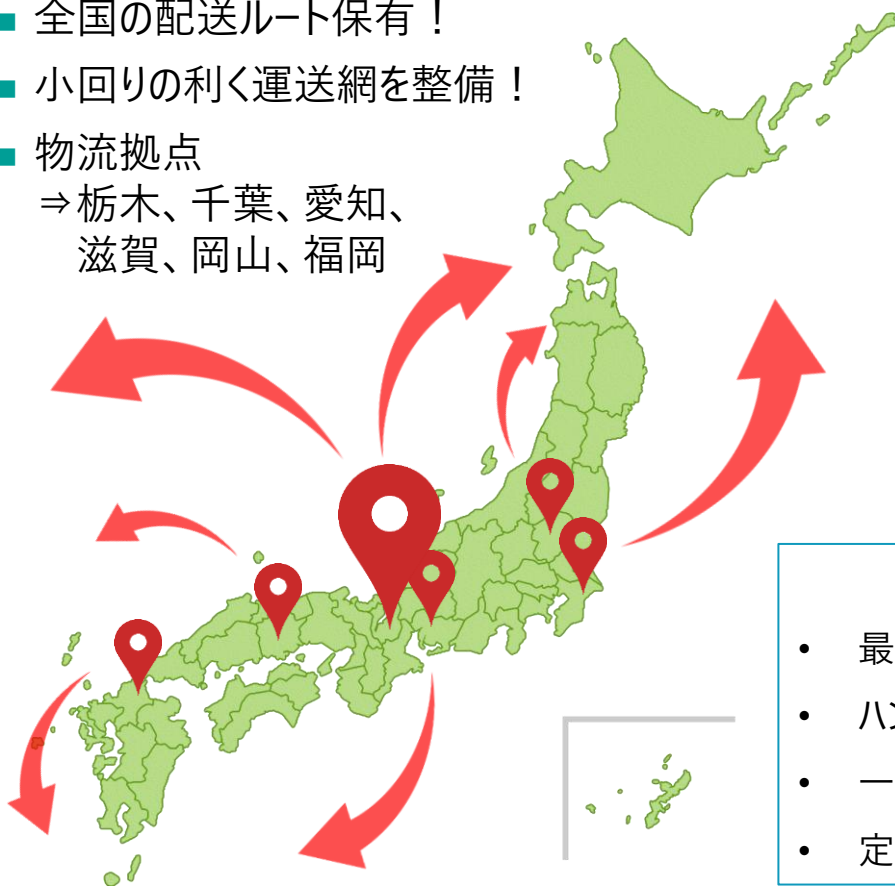 全国の配送ルート保有！
小回りの利く運送網を整備！
物流拠点
⇒栃木、千葉、愛知、
滋賀、岡山、福岡
• 最
• ハ
• 一
• 定